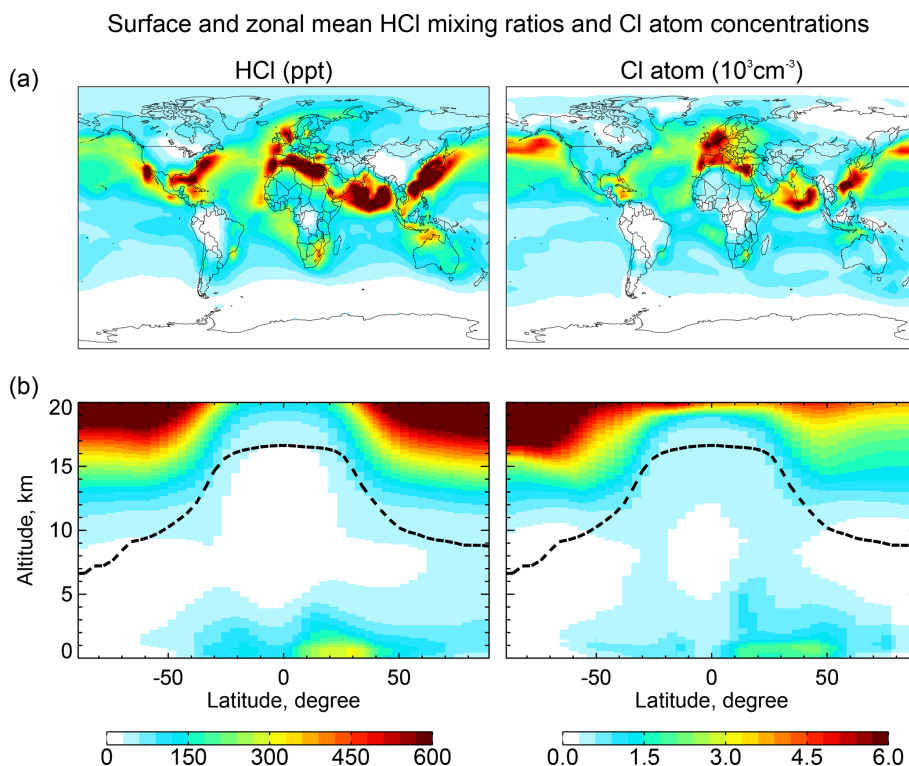 Surface and zonal mean HCl mixing ratios and Cl atom concentrations
(a)
HCl (ppt)
Cl atom (10³cm⁻³)
(b)
20
15
10
5
0
Altitude, km
-50 0 50
Latitude, degree
-50 0 50
Latitude, degree
0 150 300 450 600
0.0 1.5 3.0 4.5 6.0